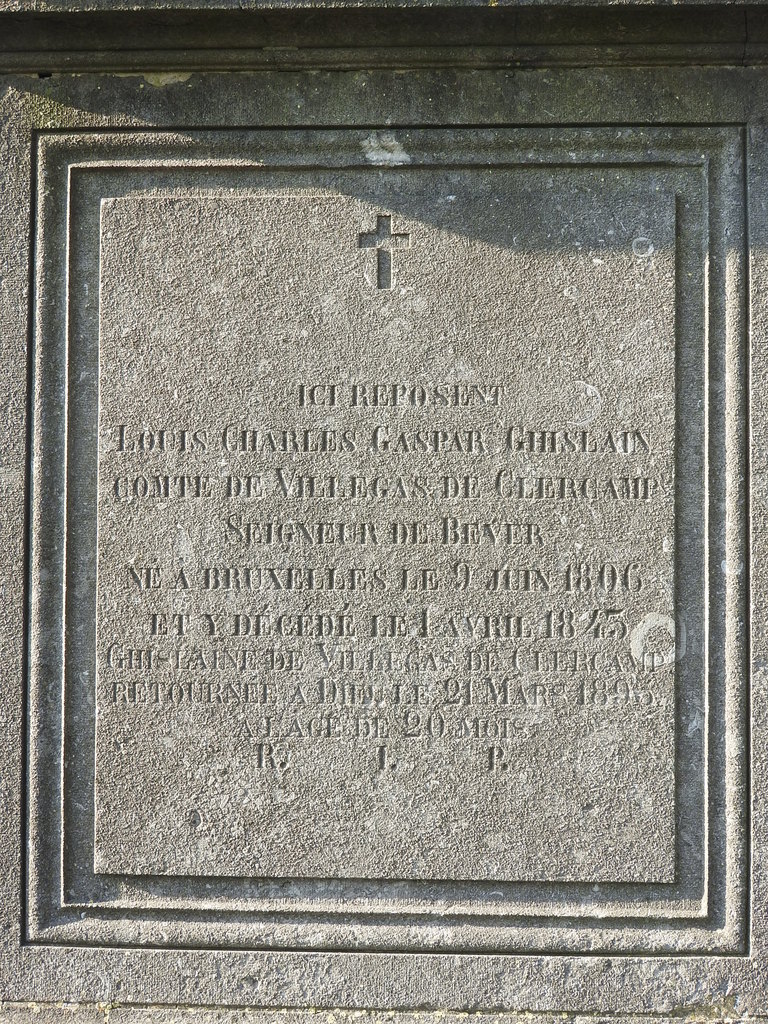 ICI REPOSENT
LOUIS CHARLES GASPAR GHISLAIN
COMTE DE VILLEGAS DE CLERCAMP
SEIGNEUR DE BEVER
NÉ A BRUXELLES LE 9 JUIN 1806
ET Y DÉCÉDÉ LE 1 AVRIL 1843
GHISLAINE DE VILLEGAS DE CLERCAMP
RETOURNÉE A DIEU LE 21 MARS 1893
A L'AGE DE 20 MOIS
R. I. P.